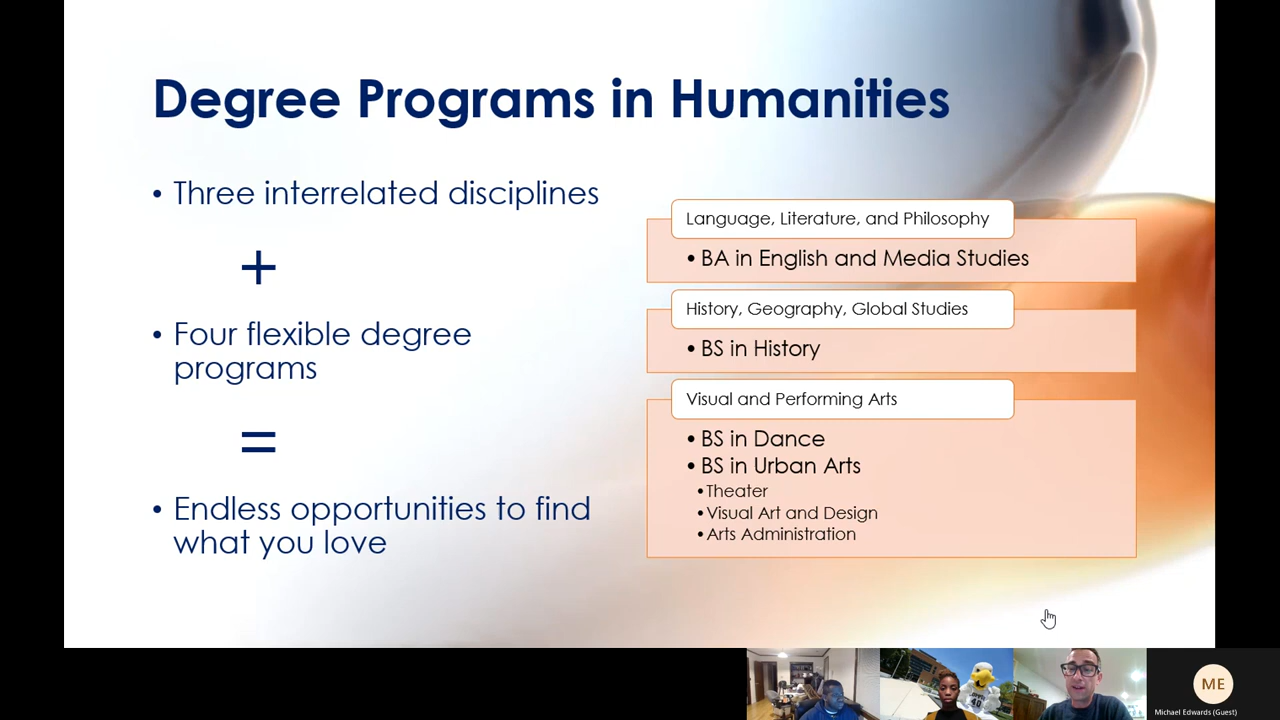 Degree Programs in Humanities
• Three interrelated disciplines
+
• Four flexible degree
programs
=
• Endless opportunities to find
what you love
Language, Literature, and Philosophy
• BA in English and Media Studies
History, Geography, Global Studies
• BS in History
Visual and Performing Arts
• BS in Dance
• BS in Urban Arts
• Theater
• Visual Art and Design
• Arts Administration
ME
Michael Edwards (Guest)